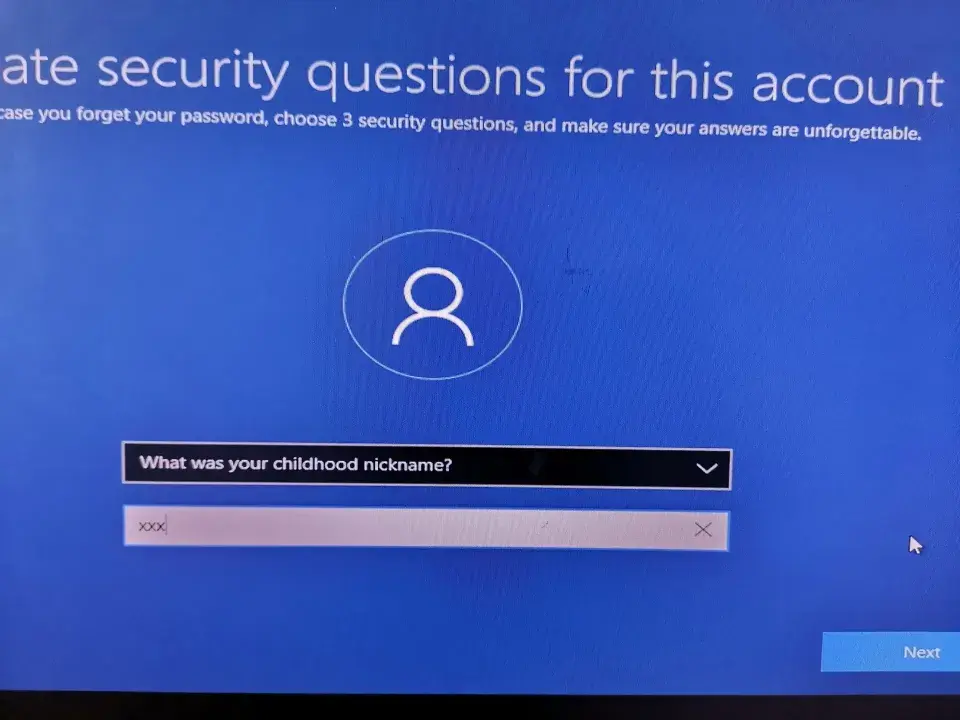 ate security questions for this account
case you forget your password, choose 3 security questions, and make sure your answers are unforgettable.
What was your childhood nickname?
xxx
Next